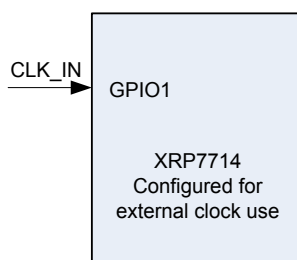 CLK_IN
GPIO1
XRP7714
Configured for
external clock use